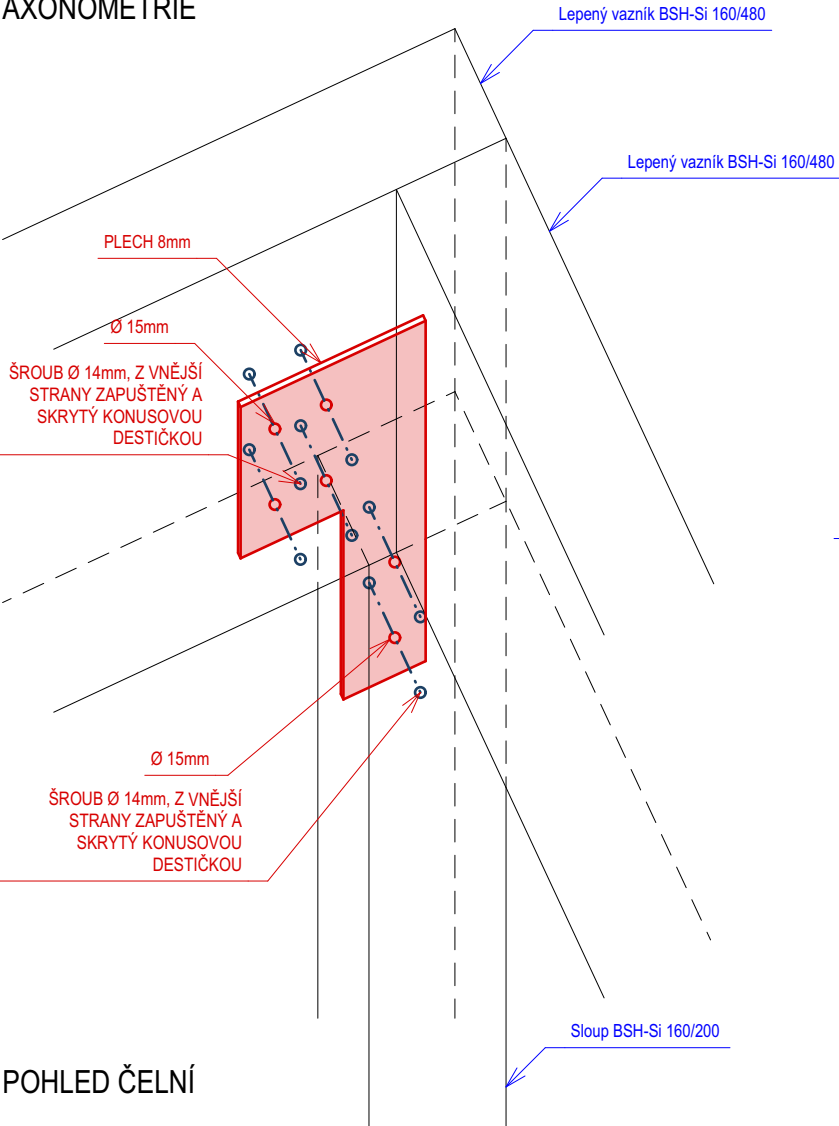 AXONOMETRIE
Lepený vazník BSH-Si 160/480
Lepený vazník BSH-Si 160/480
PLECH 8mm
Ø 15mm
ŠROUB Ø 14mm, Z VNĚJŠÍ
STRANY ZAPUŠTĚNÝ A
SKRYTÝ KONUSOVOU
DESTIČKOU
Ø 15mm
ŠROUB Ø 14mm, Z VNĚJŠÍ
STRANY ZAPUŠTĚNÝ A
SKRYTÝ KONUSOVOU
DESTIČKOU
Sloup BSH-Si 160/200
POHLED ČELNÍ